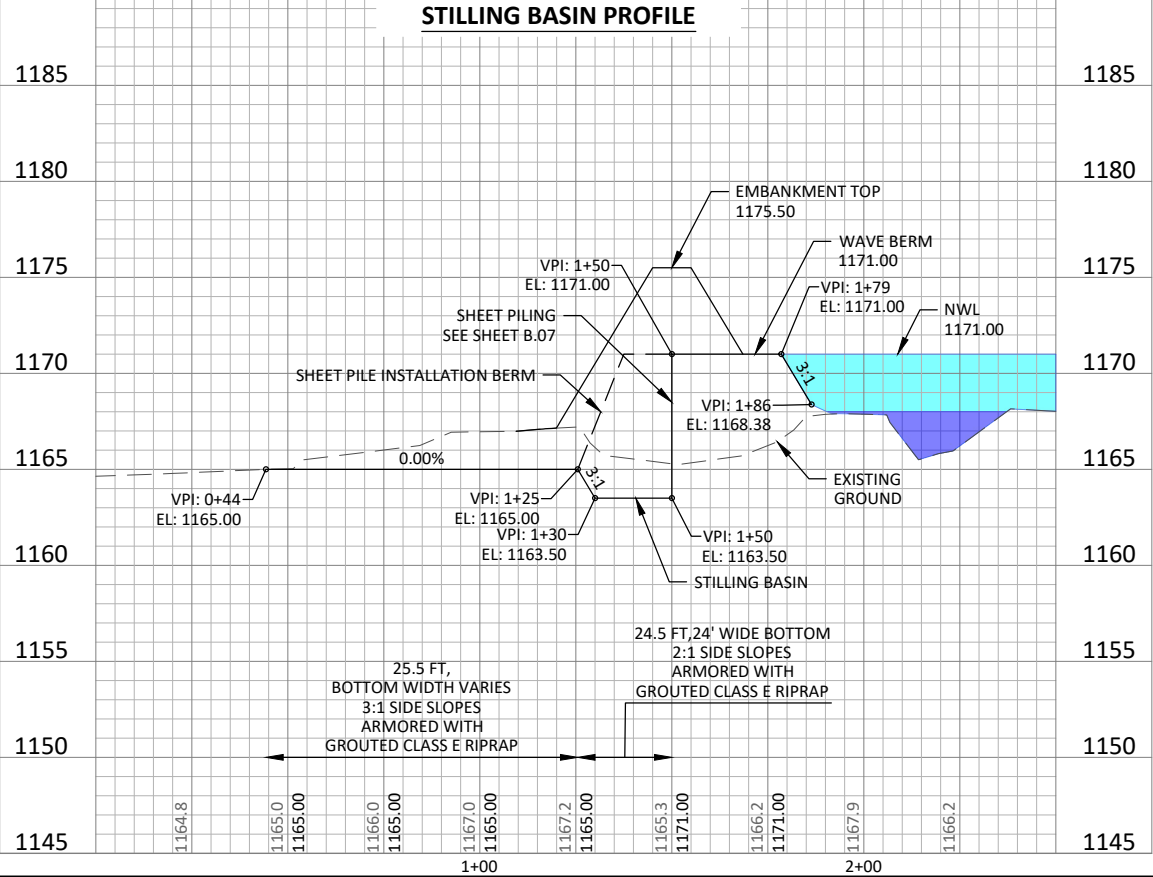 STILLING BASIN PROFILE
1185
1185
1180
1180
EMBANKMENT TOP
1175.50
WAVE BERM
1171.00
1175
1175
VPI: 1+50
EL: 1171.00
VPI: 1+79
EL: 1171.00
SHEET PILING
SEE SHEET B.07
NWL
1171.00
1170
1170
SHEET PILE INSTALLATION BERM
3:1
VPI: 1+86
EL: 1168.38
1165
1165
0.00%
3:1
EXISTING
GROUND
VPI: 0+44
EL: 1165.00
VPI: 1+25
EL: 1165.00
VPI: 1+30
EL: 1163.50
VPI: 1+50
EL: 1163.50
1160
1160
STILLING BASIN
1155
1155
24.5 FT,24' WIDE BOTTOM
2:1 SIDE SLOPES
ARMORED WITH
GROUTED CLASS E RIPRAP
25.5 FT,
BOTTOM WIDTH VARIES
3:1 SIDE SLOPES
ARMORED WITH
GROUTED CLASS E RIPRAP
1150
1150
1164.8
1165.0
1165.00
1166.0
1165.00
1167.0
1165.00
1167.2
1165.00
1165.3
1171.00
1166.2
1171.00
1167.9
1166.2
1145
1145
1+00
2+00